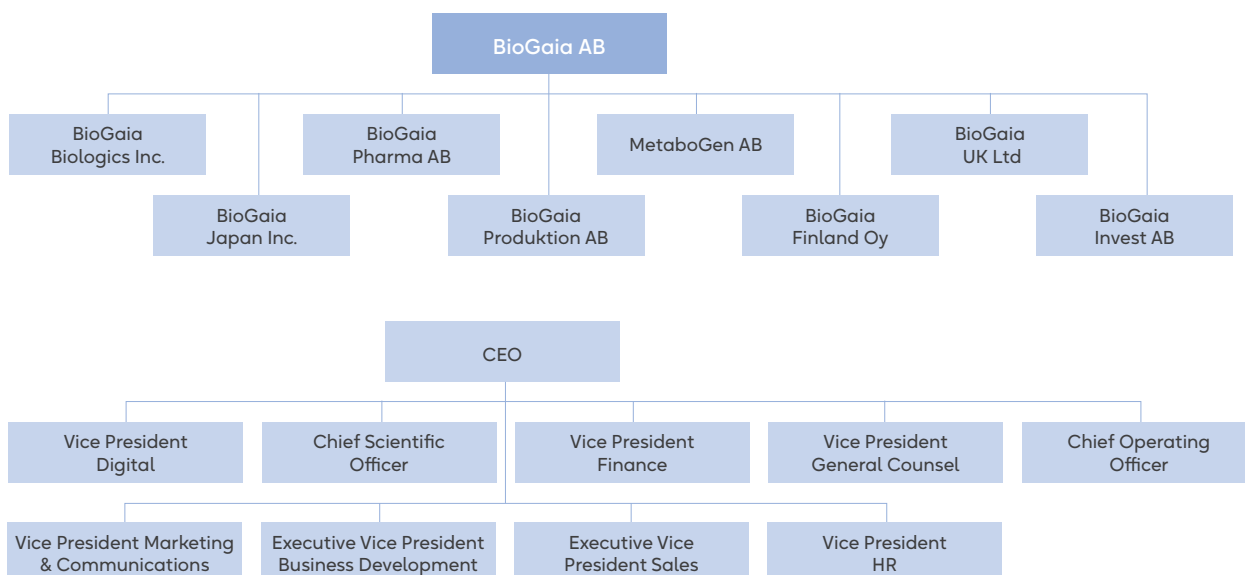 BioGaia AB
BioGaia
Biologics Inc.
BioGaia
Pharma AB
MetaboGen AB
BioGaia
UK Ltd
BioGaia
Japan Inc.
BioGaia
Produktion AB
BioGaia
Finland Oy
BioGaia
Invest AB
CEO
Vice President
Digital
Chief Scientific
Officer
Vice President
Finance
Vice President
General Counsel
Chief Operating
Officer
Vice President Marketing
& Communications
Executive Vice President
Business Development
Executive Vice
President Sales
Vice President
HR